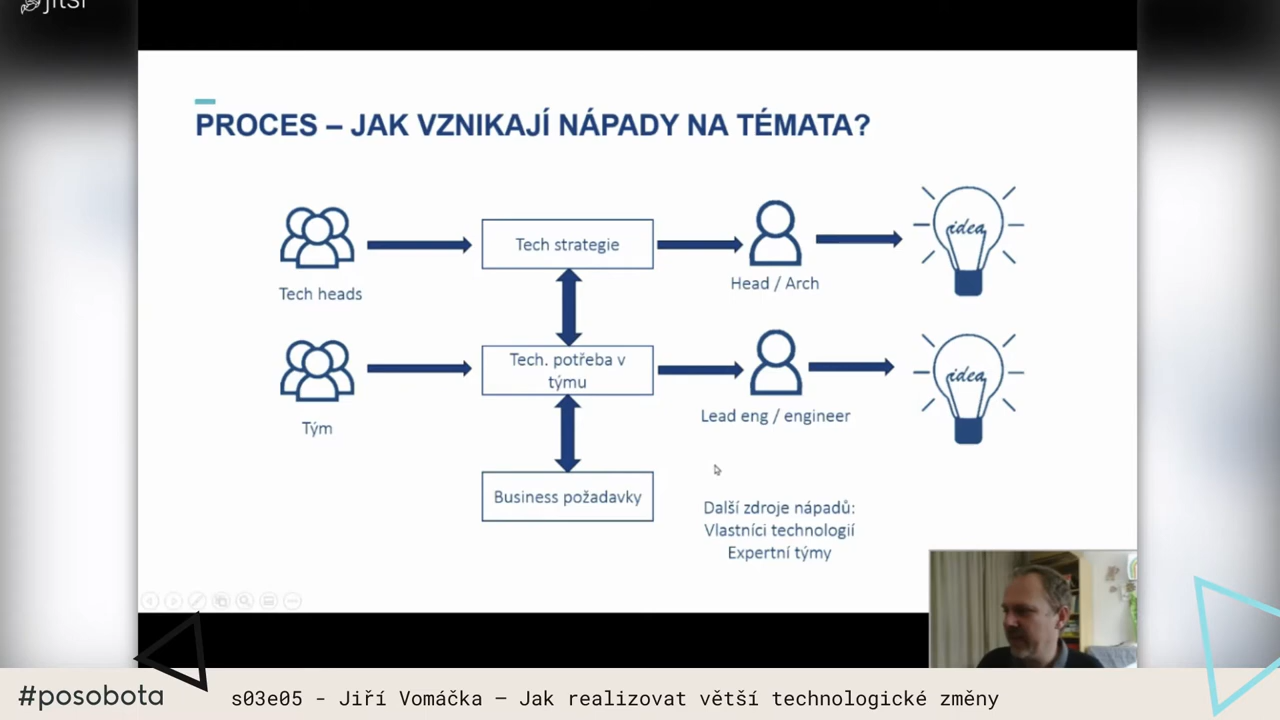 jitsi
PROCES – JAK VZNIKAJÍ NÁPADY NA TÉMATA?
Tech heads
Tech strategie
Head / Arch
idea
Tým
Tech. potřeba v
týmu
Lead eng / engineer
idea
Business požadavky
Další zdroje nápadů:
Vlastníci technologií
Expertní týmy
#posobota
s03e05 - Jiří Vomáčka – Jak realizovat větší technologické změny